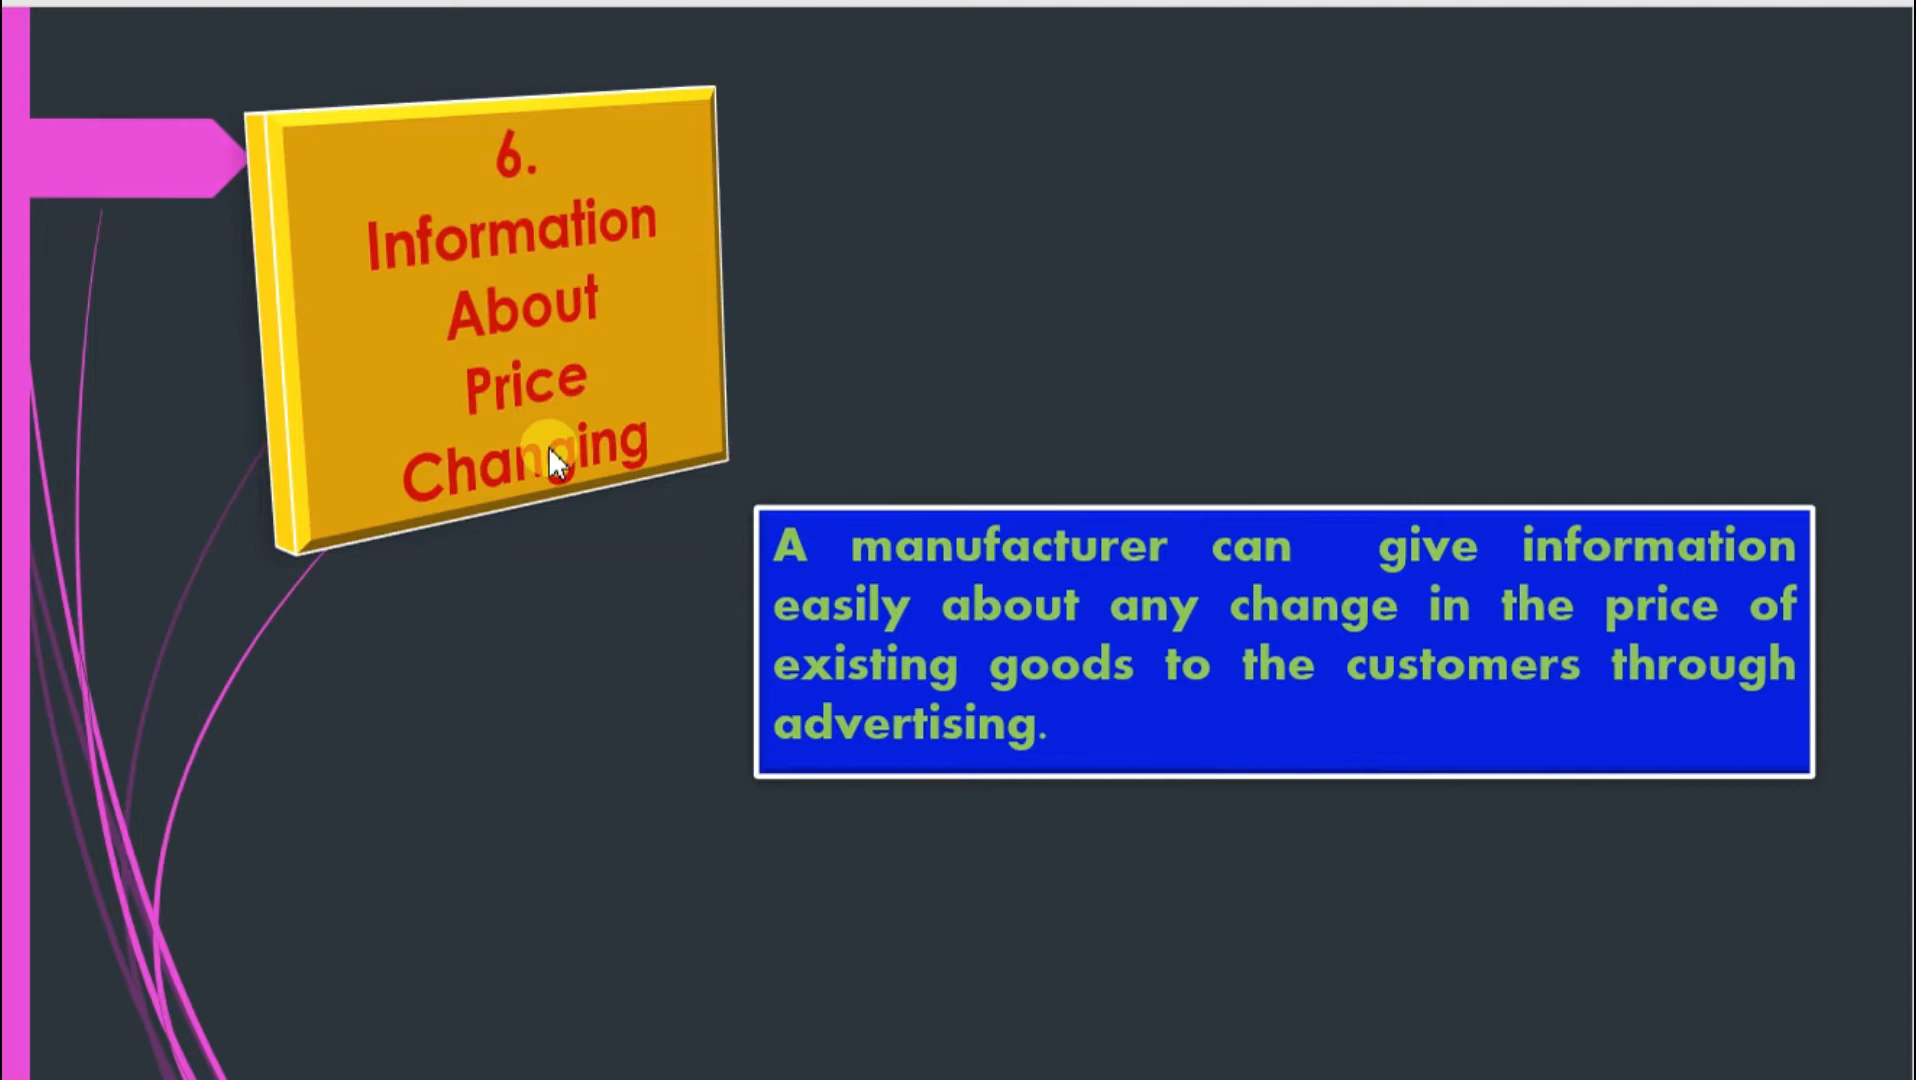 6.
Information
About
Price
Changing
A manufacturer can give information
easily about any change in the price of
existing goods to the customers through
advertising.